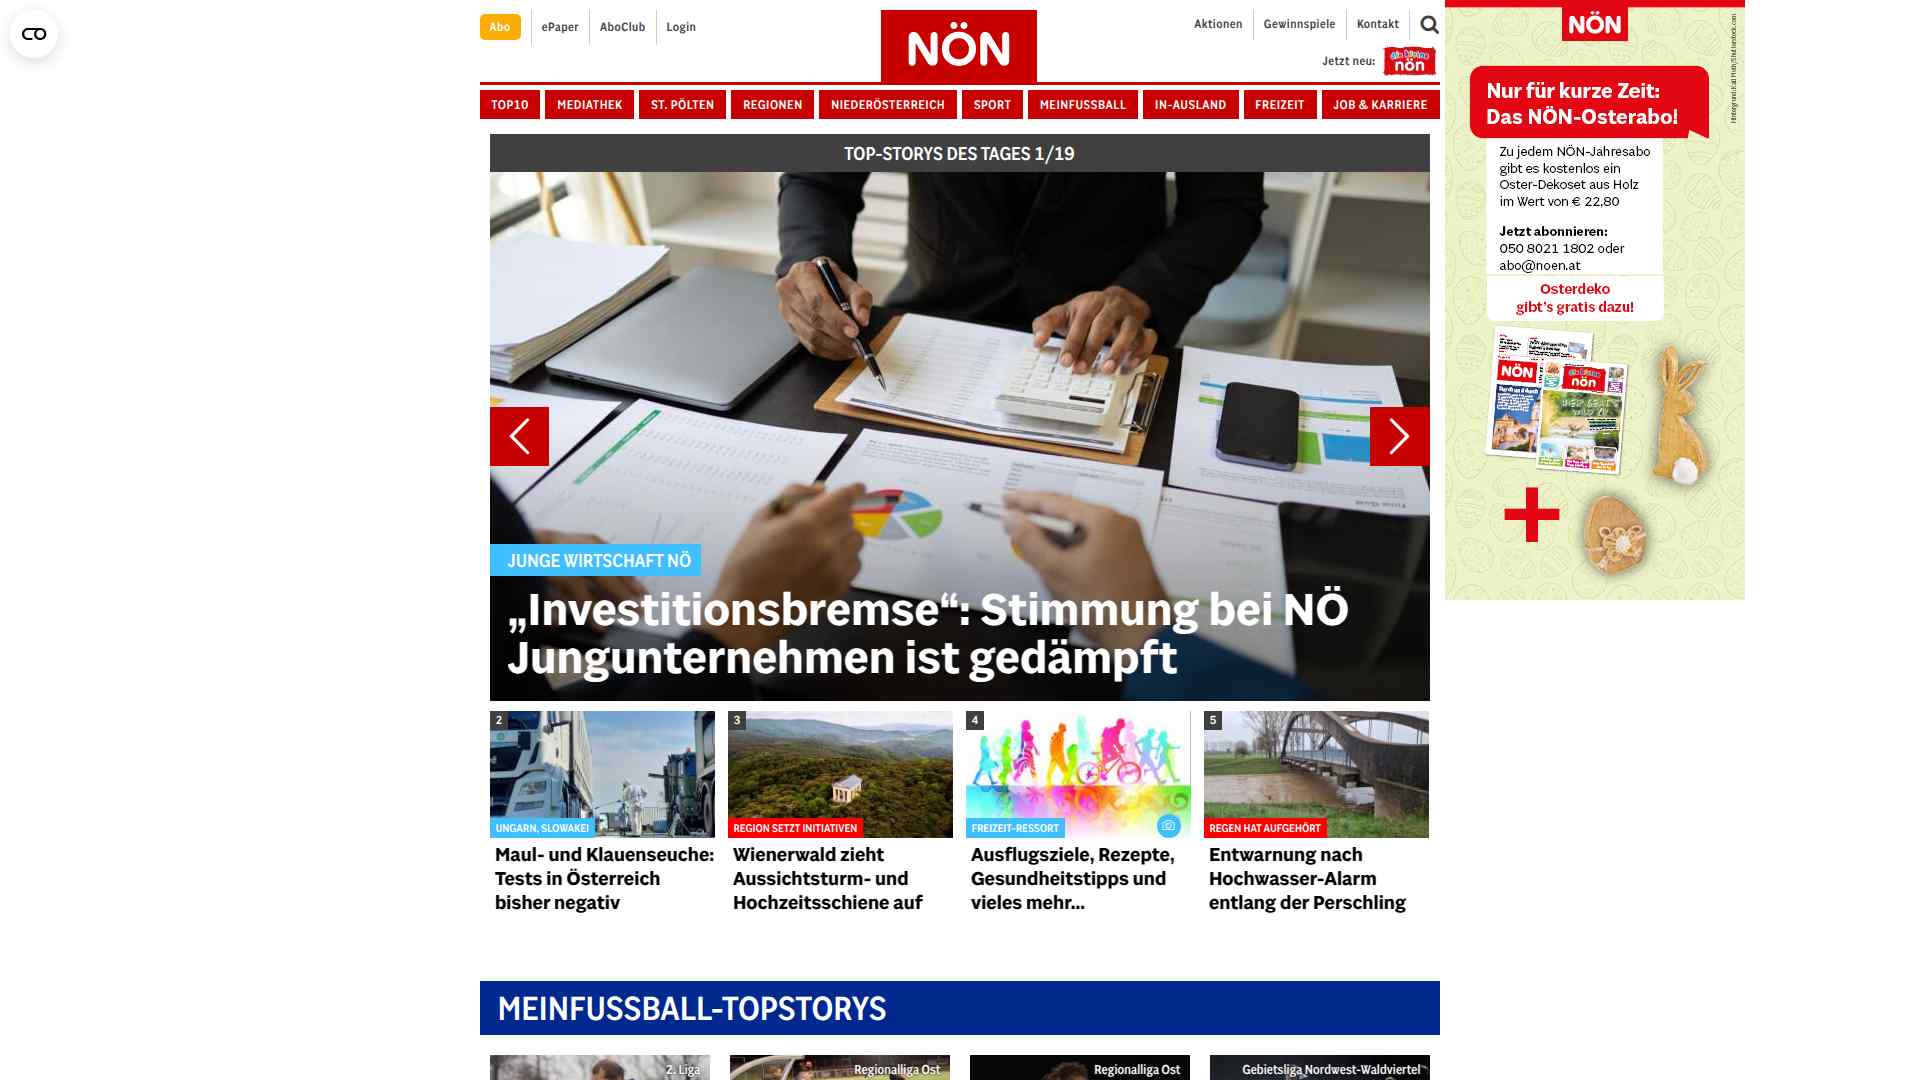 Abo
ePaper
AboClub
Login
NÖN
Aktionen
Gewinnspiele
Kontakt
Jetzt neu:
die kleine
nön
TOP10
MEDIATHEK
ST. PÖLTEN
REGIONEN
NIEDERÖSTERREICH
SPORT
MEINFUSSBALL
IN-AUSLAND
FREIZEIT
JOB & KARRIERE
TOP-STORYS DES TAGES 1/19
JUNGE WIRTSCHAFT NÖ
„Investitionsbremse“: Stimmung bei NÖ
Jungunternehmen ist gedämpft
2
UNGARN, SLOWAKEI
Maul- und Klauenseuche:
Tests in Österreich
bisher negativ
3
REGION SETZT INITIATIVEN
Wienerwald zieht
Aussichtsturm- und
Hochzeitsschiene auf
4
FREIZEIT-RESSORT
Ausflugsziele, Rezepte,
Gesundheitstipps und
vieles mehr...
5
REGEN HAT AUFGEHÖRT
Entwarnung nach
Hochwasser-Alarm
entlang der Perschling
MEINFUSSBALL-TOPSTORYS
2. Liga
Regionalliga Ost
Regionalliga Ost
Gebietsliga Nordwest-Waldviertel
NÖN
Nur für kurze Zeit:
Das NÖN-Osterabo!
Zu jedem NÖN-Jahresabo
gibt es kostenlos ein
Oster-Dekoset aus Holz
im Wert von € 22,80
Jetzt abonnieren:
050 8021 1802 oder
abo@noen.at
Osterdeko
gibt's gratis dazu!
NÖN
nön
+